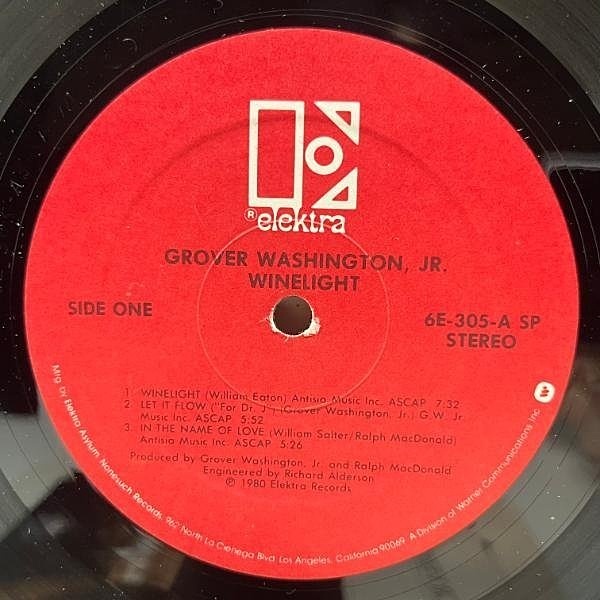 ® elektra
GROVER WASHINGTON, JR.
WINELIGHT
SIDE ONE
6E-305-A SP
STEREO
1. WINELIGHT (William Eaton) Antisia Music Inc. ASCAP 7:32
2. LET IT FLOW ("For Dr. J") (Grover Washington, Jr.) G.W. Jr.
Music Inc. ASCAP 5:52
3. IN THE NAME OF LOVE (William Salter/Ralph MacDonald)
Antisia Music Inc. ASCAP 5:26
Produced by Grover Washington, Jr. and Ralph MacDonald
Engineered by Richard Alderson
℗ 1980 Elektra Records
Mfg. by Elektra/Asylum/Nonesuch Records, 962 North La Cienega Blvd. Los Angeles, California 90069. A Division of Warner Communications Inc.